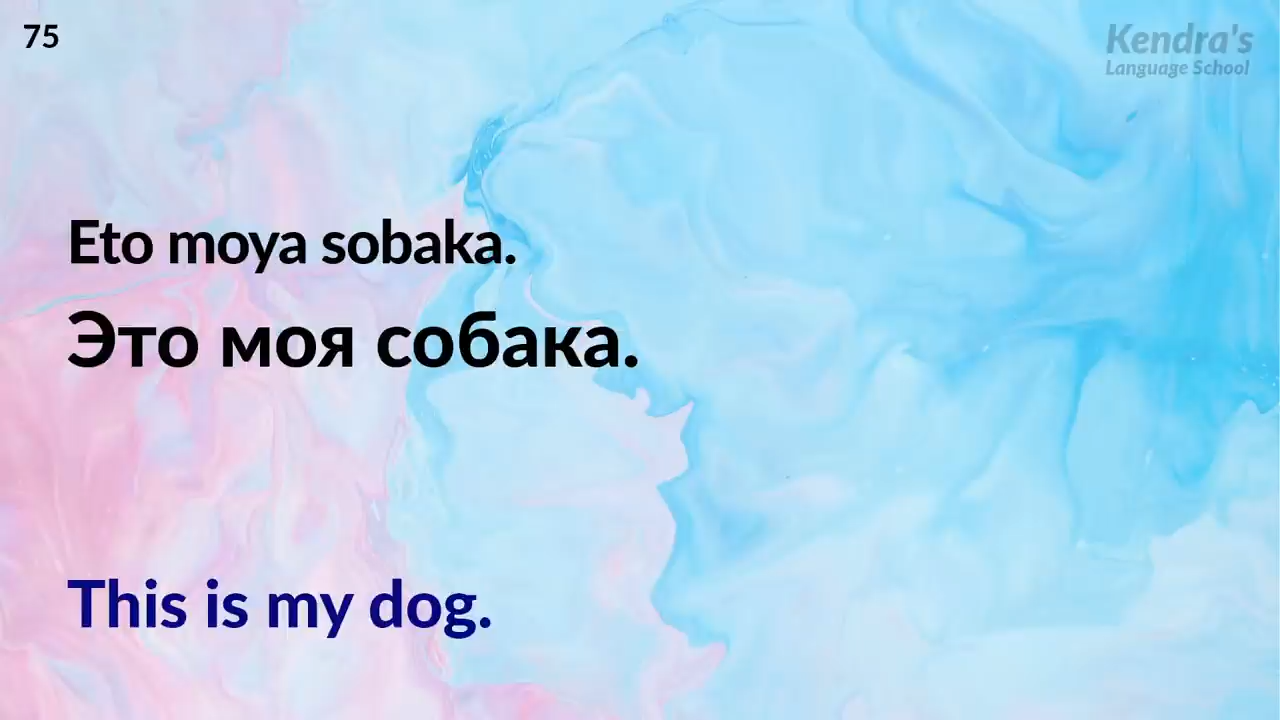 75
Kendra's
Language School
Eto moya sobaka.
Это моя собака.
This is my dog.